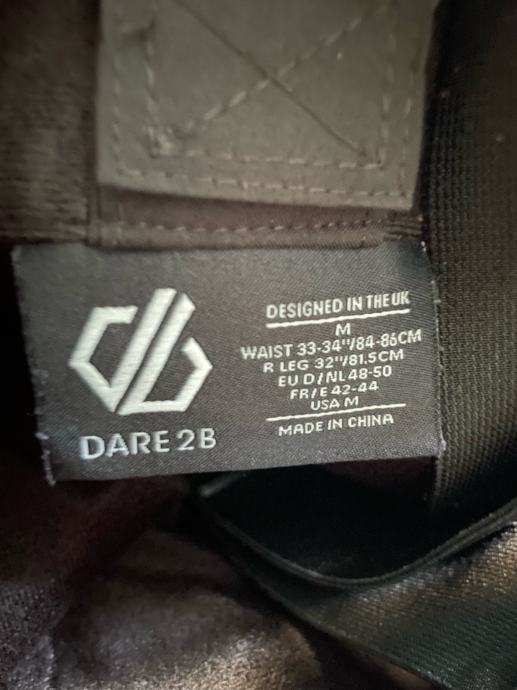 DARE 2B
DESIGNED IN THE UK
M
WAIST 33-34"/84-86CM
R LEG 32"/81.5CM
EU D/NL 48-50
FR/E 42-44
USA M
MADE IN CHINA